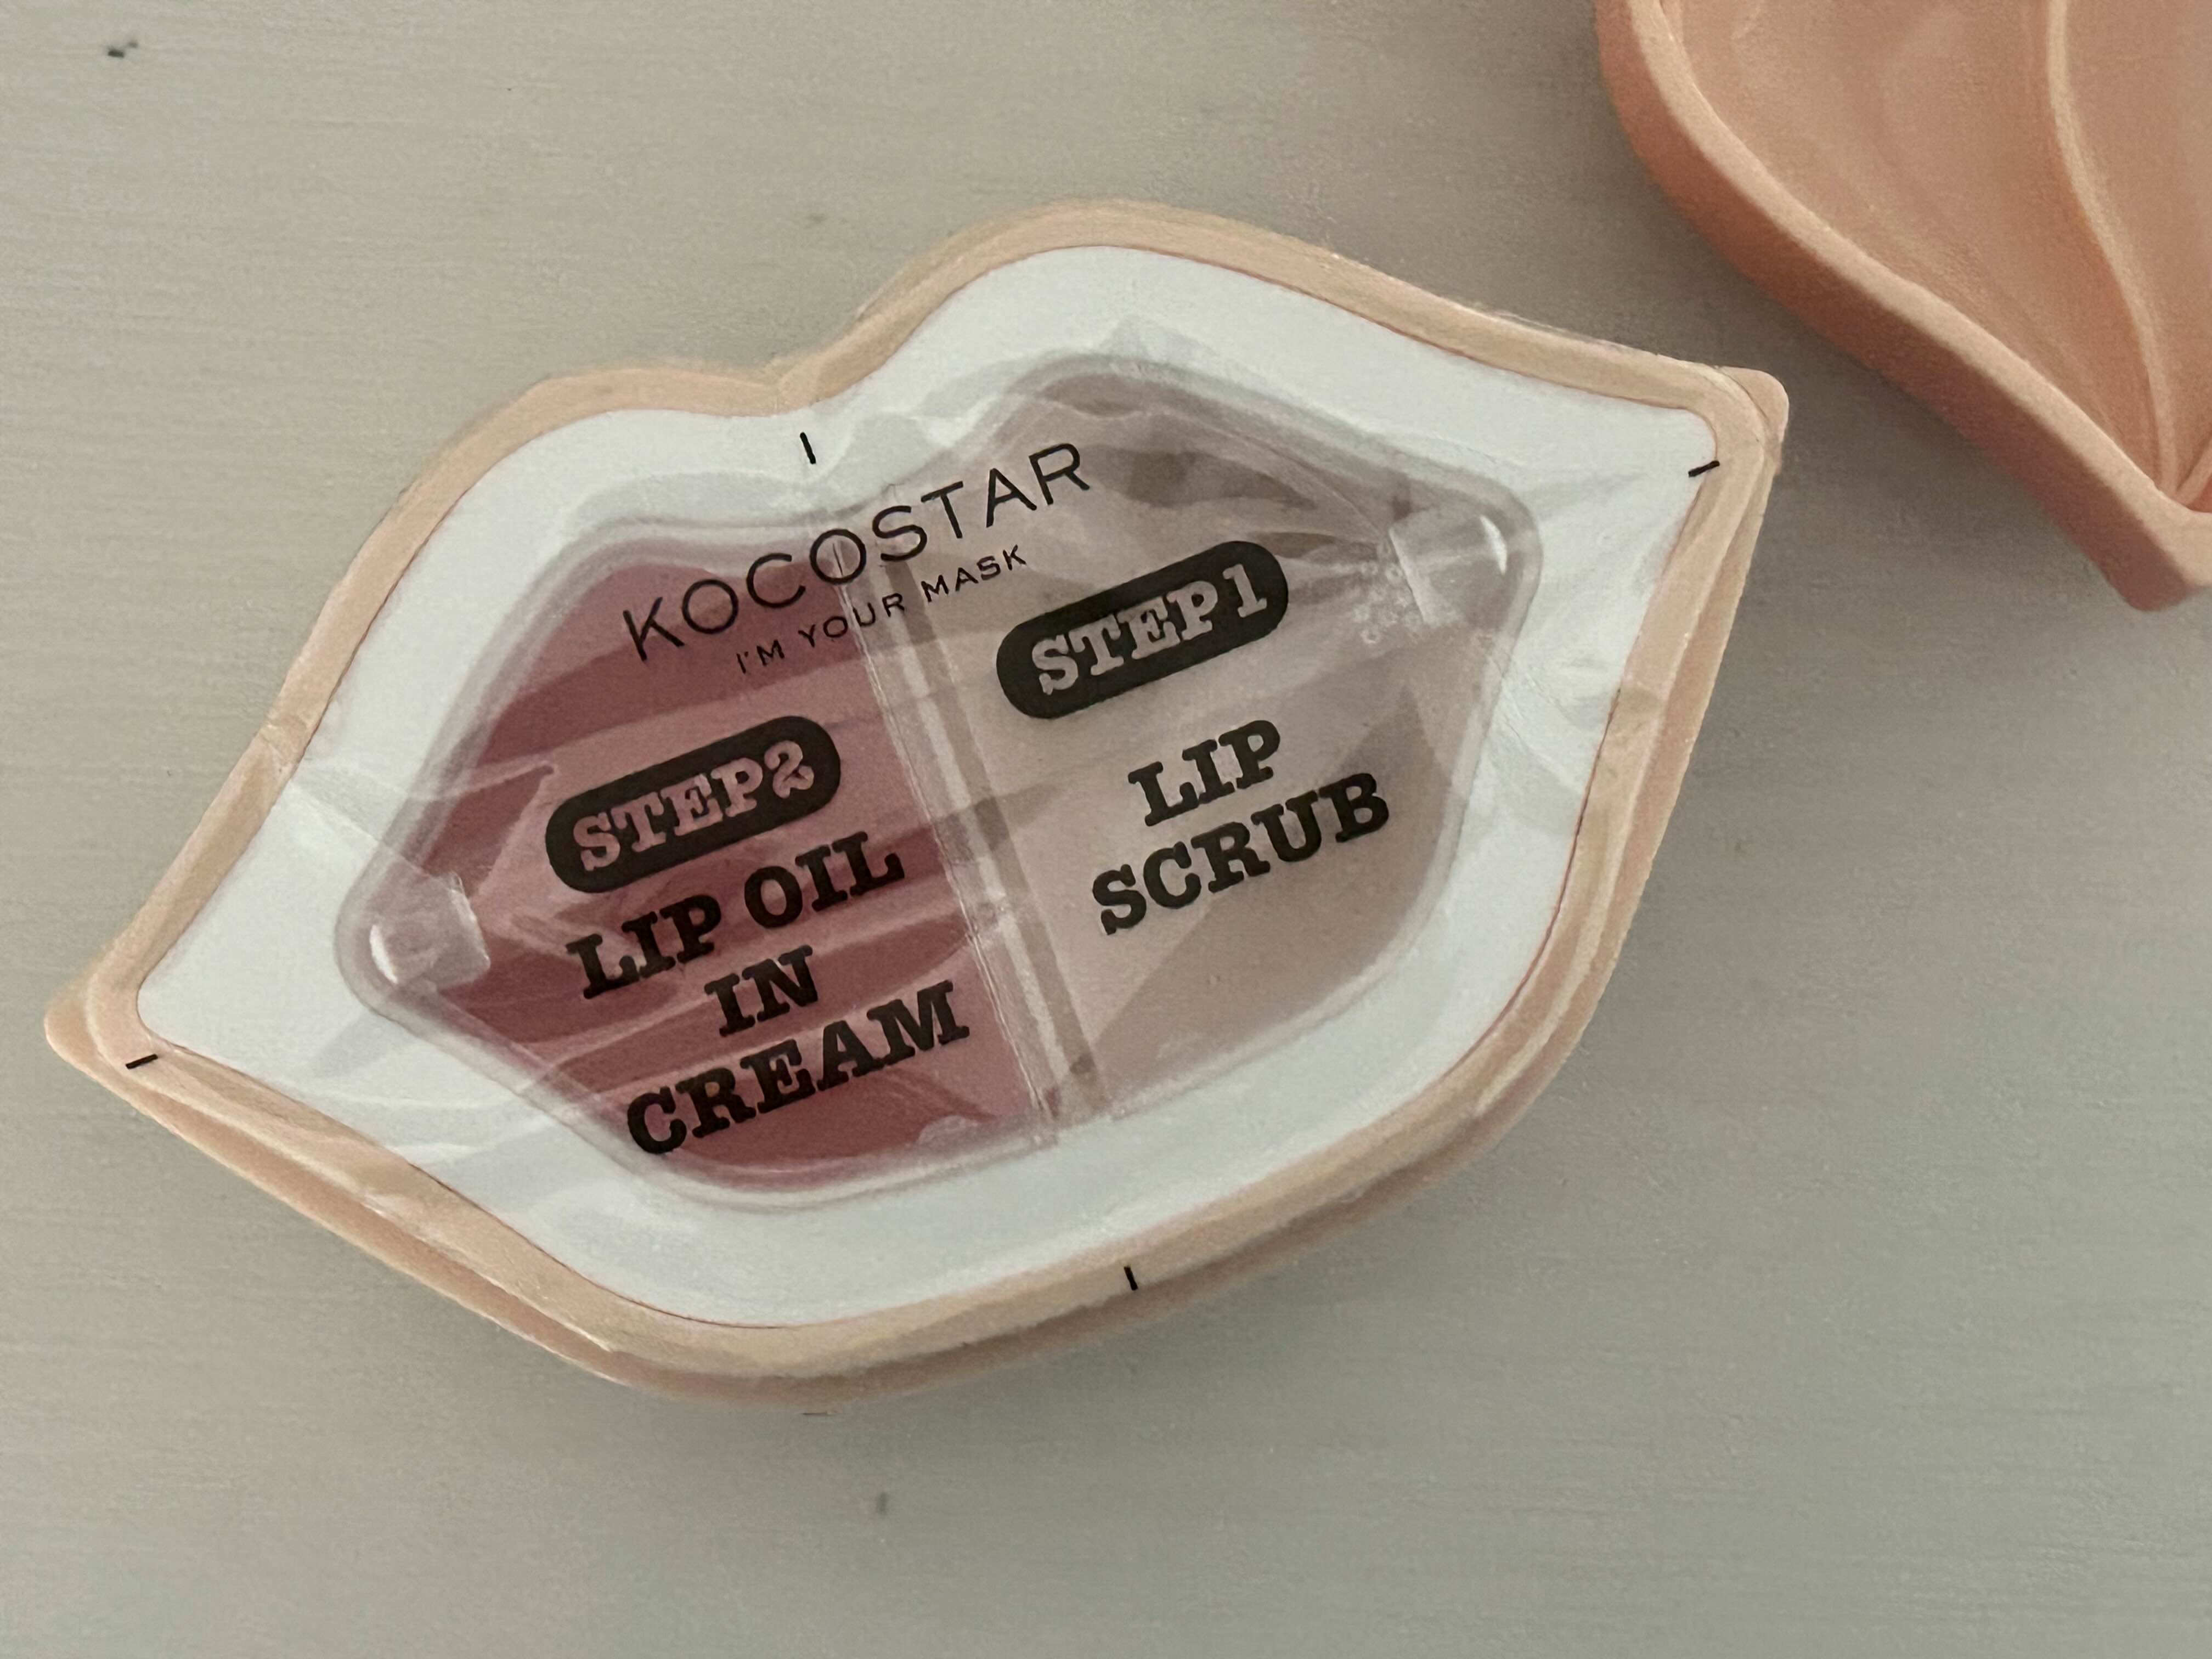 KOCOSTAR
I'M YOUR MASK
STEP2
LIP OIL
IN
CREAM
STEP1
LIP
SCRUB